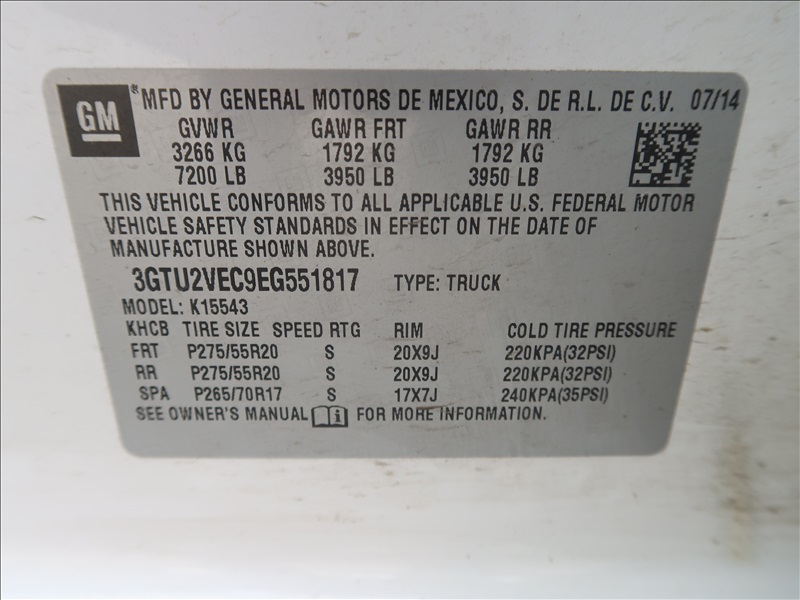 GM ® MFD BY GENERAL MOTORS DE MEXICO, S. DE R.L. DE C.V. 07/14
GVWR GAWR FRT GAWR RR
3266 KG 1792 KG 1792 KG
7200 LB 3950 LB 3950 LB
THIS VEHICLE CONFORMS TO ALL APPLICABLE U.S. FEDERAL MOTOR
VEHICLE SAFETY STANDARDS IN EFFECT ON THE DATE OF
MANUFACTURE SHOWN ABOVE.
3GTU2VEC9EG551817 TYPE: TRUCK
MODEL: K15543
KHCB TIRE SIZE SPEED RTG RIM COLD TIRE PRESSURE
FRT P275/55R20 S 20X9J 220KPA(32PSI)
RR P275/55R20 S 20X9J 220KPA(32PSI)
SPA P265/70R17 S 17X7J 240KPA(35PSI)
SEE OWNER'S MANUAL FOR MORE INFORMATION.